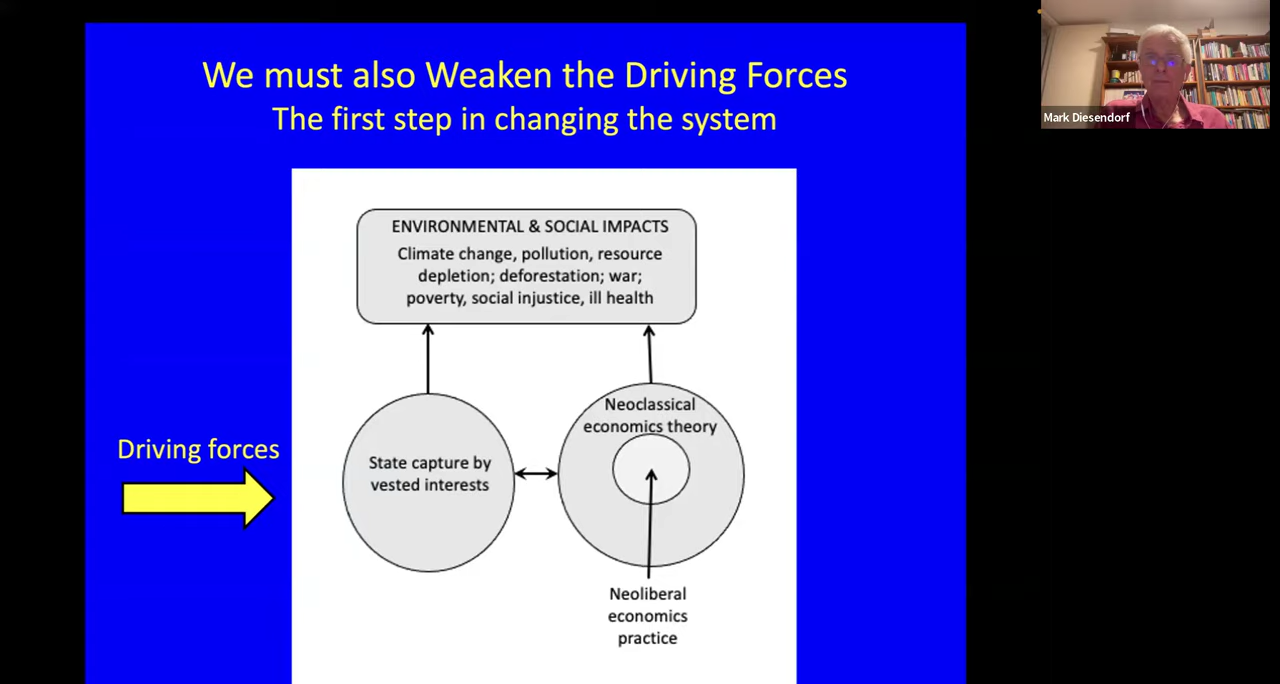 We must also Weaken the Driving Forces
The first step in changing the system
Mark Diesendorf
ENVIRONMENTAL & SOCIAL IMPACTS
Climate change, pollution, resource
depletion; deforestation; war;
poverty, social injustice, ill health
Driving forces
State capture by
vested interests
Neoclassical
economics theory
Neoliberal
economics
practice